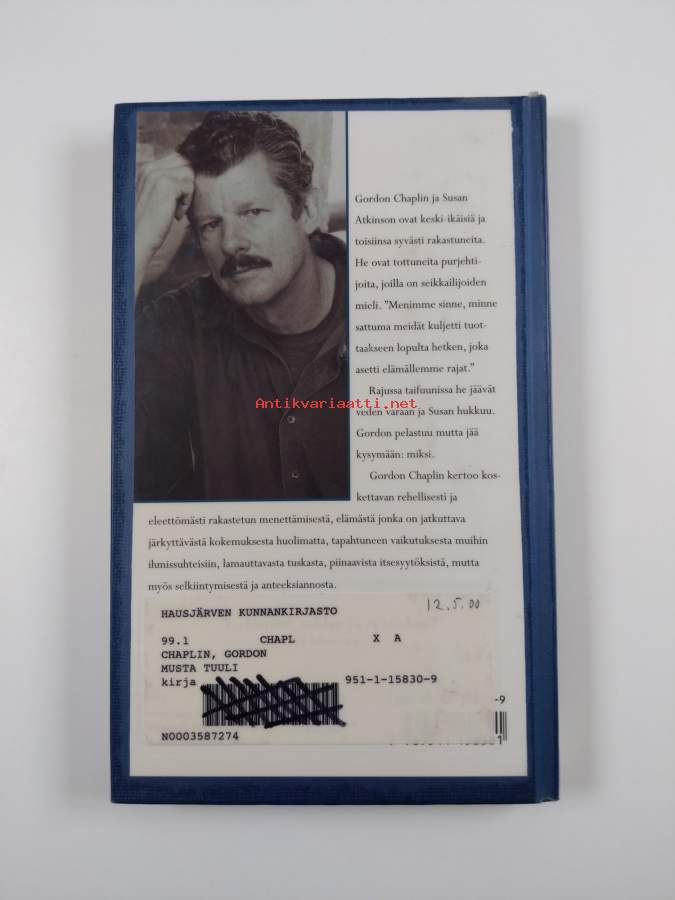 Gordon Chaplin ja Susan
Atkinson ovat keski-ikäisiä ja
toisiinsa syvästi rakastuneita.
He ovat tottuneita purjehti-
joita, joilla on seikkailijoiden
mieli. ”Menimme sinne, minne
sattuma meidät kuljetti tuot-
taakseen lopulta hetken, joka
asetti elämällemme rajat.”
Rajussa taifuunissa he jäävät
Antikvariaatti.net
veden varaan ja Susan hukkuu.
Gordon pelastuu mutta jää
kysymään: miksi.
Gordon Chaplin kertoo kos-
kettavan rehellisesti ja
eleettömästi rakastetun menettämisestä, elämästä jonka on jatkuttava
järkyttävästä kokemuksesta huolimatta, tapahtuneen vaikutuksesta muihin
ihmissuhteisiin, lamauttavasta tuskasta, piinaavista itsesyytöksistä, mutta
myös selkiintymisestä ja anteeksiannosta.
12.5.00
HAUSJÄRVEN KUNNANKIRJASTO
99.1 CHAPL X A
CHAPLIN, GORDON
MUSTA TUULI
kirja 951-1-15830-9
-9
N0003587274